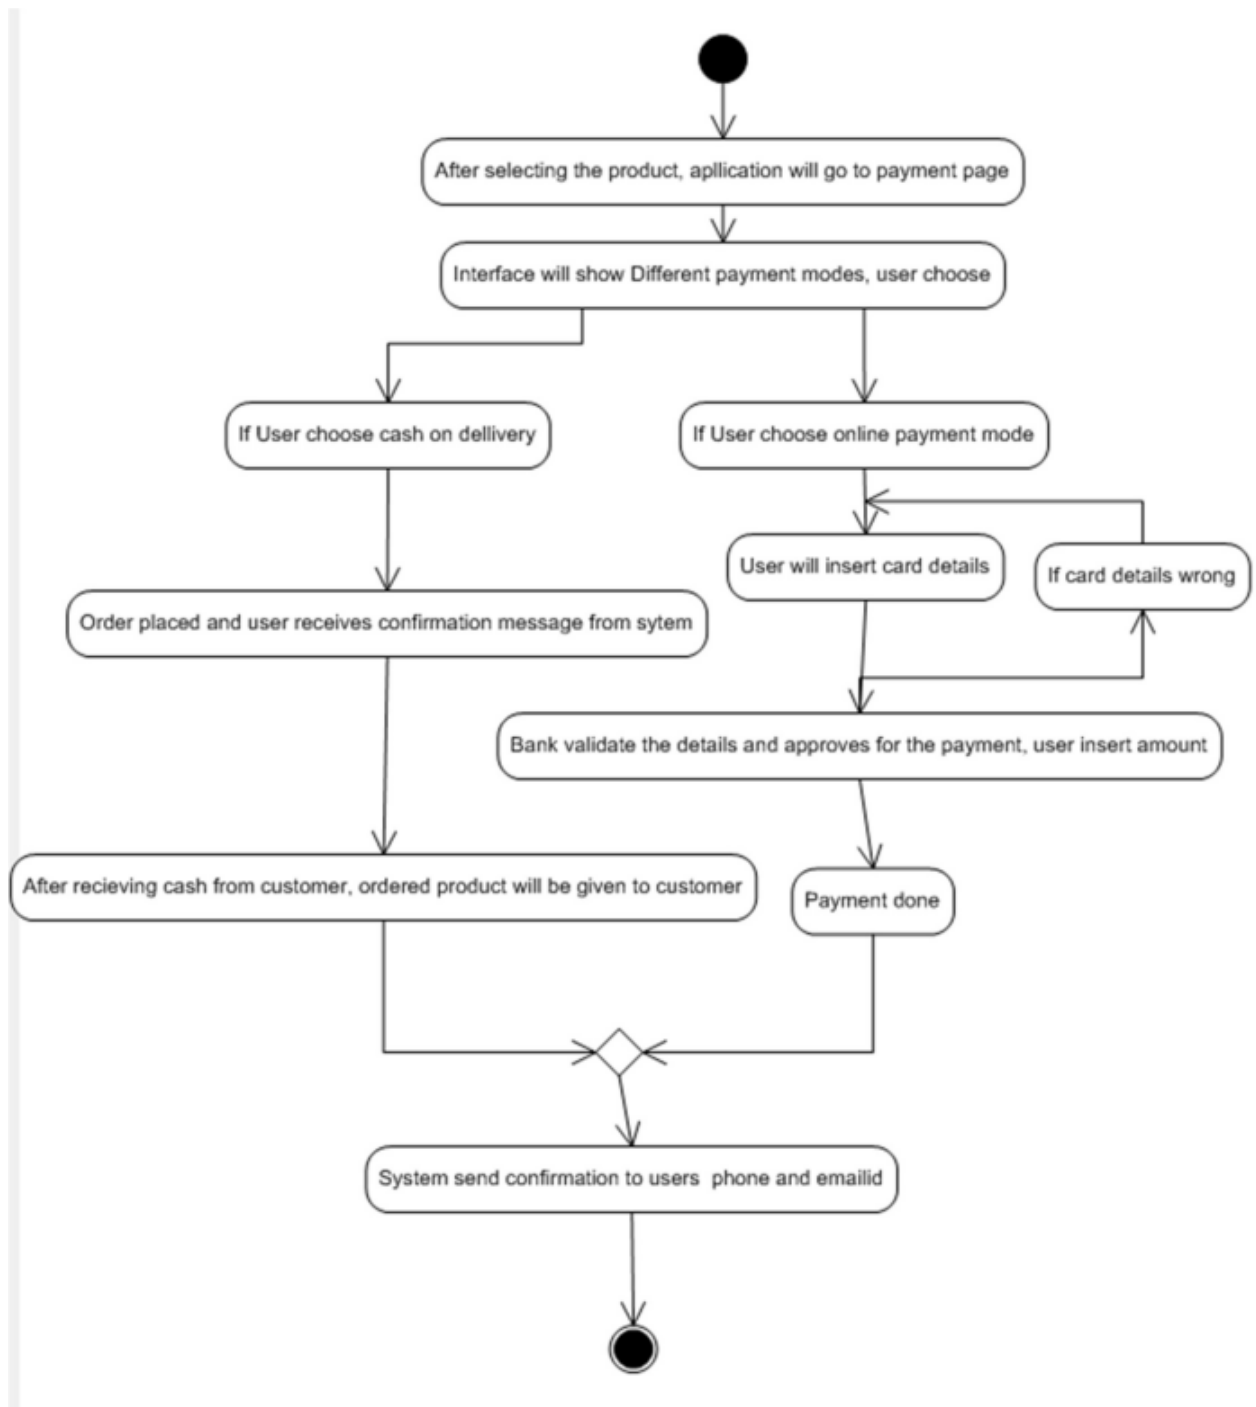 After selecting the product, apllication will go to payment page
Interface will show Different payment modes, user choose
If User choose cash on dellivery
If User choose online payment mode
User will insert card details
If card details wrong
Order placed and user receives confirmation message from sytem
Bank validate the details and approves for the payment, user insert amount
After recieving cash from customer, ordered product will be given to customer
Payment done
System send confirmation to users  phone and emailid